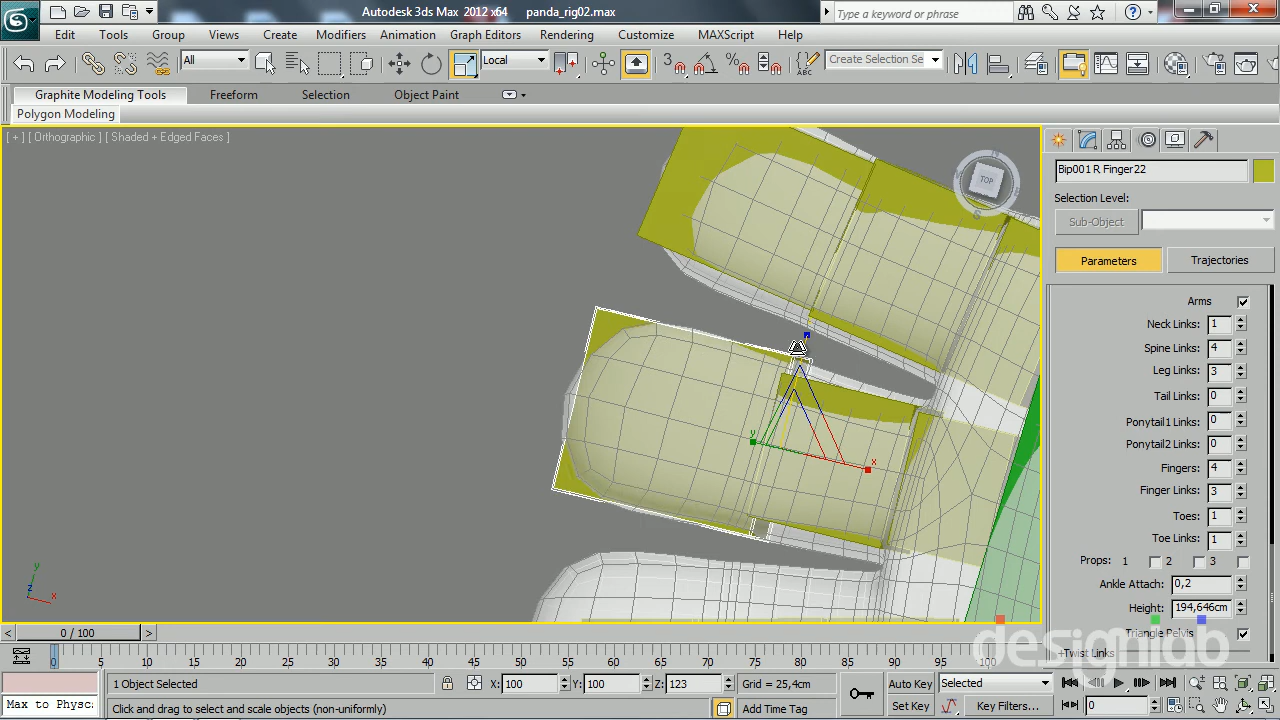 Autodesk 3ds Max 2012 x64 panda_rig02.max
Type a keyword or phrase
Edit Tools Group Views Create Modifiers Animation Graph Editors Rendering Customize MAXScript Help
All
Local
3
Create Selection Se
Graphite Modeling Tools Freeform Selection Object Paint
Polygon Modeling
[ + ] [ Orthographic ] [ Shaded + Edged Faces ]
TOP
Bip001 R Finger22
Selection Level:
Sub-Object
Parameters Trajectories
Arms
Neck Links: 1
Spine Links: 4
Leg Links: 3
Tail Links: 0
Ponytail1 Links: 0
Ponytail2 Links: 0
Fingers: 4
Finger Links: 3
Toes: 1
Toe Links: 1
Props: 1 2 3
Ankle Attach: 0,2
Height: 194,646cm
Triangle Pelvis
+Twist Links
designlab
y
x
y
z
x
< 0 / 100 >
0 5 10 15 20 25 30 35 40 45 50 55 60 65 70 75 80 85 90 95 100
1 Object Selected X: 100 Y: 100 Z: 123 Grid = 25,4cm Auto Key Selected
Max to Physc: Click and drag to select and scale objects (non-uniformly) Add Time Tag Set Key Key Filters... 0